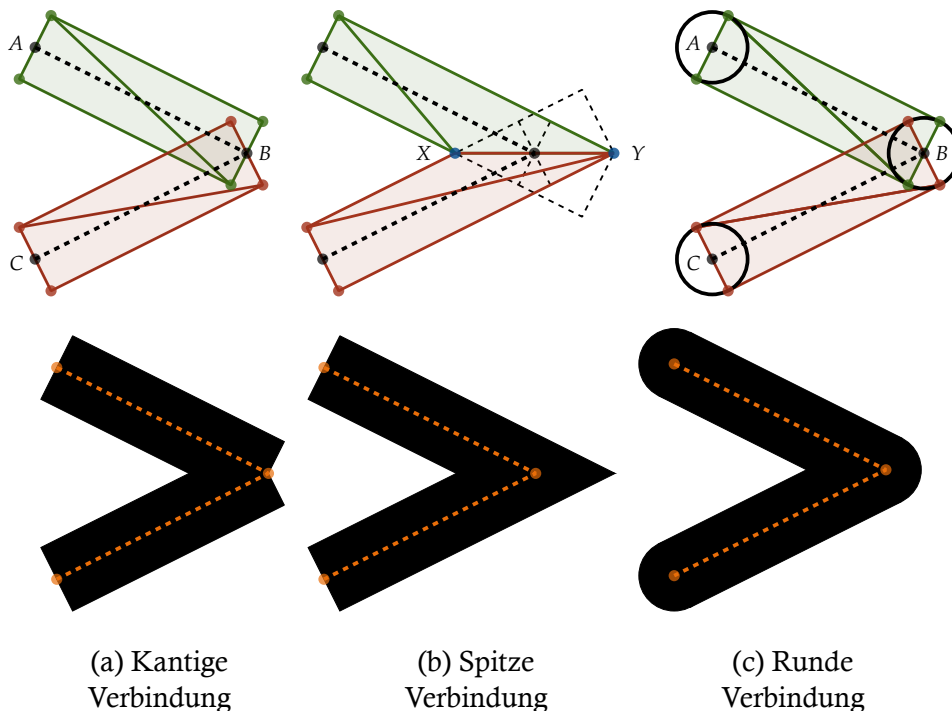 A
B
C
X
Y
A
B
C
(a) Kantige
Verbindung
(b) Spitze
Verbindung
(c) Runde
Verbindung